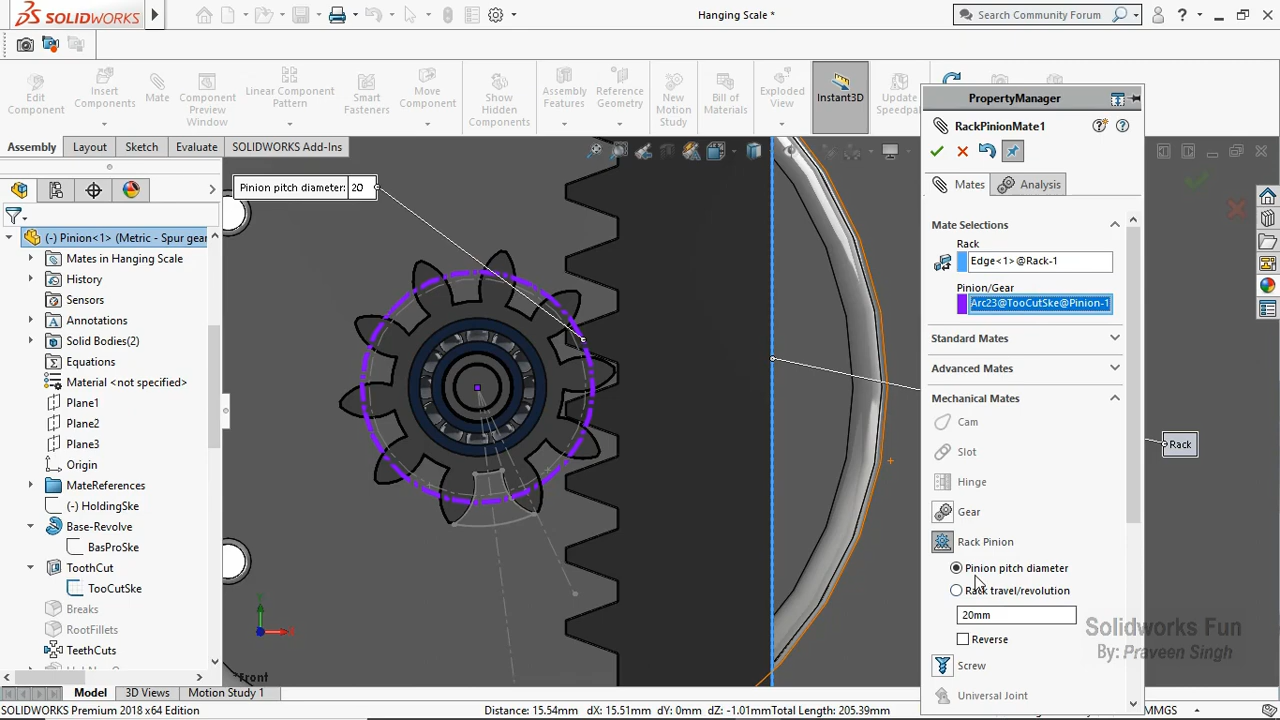 SOLIDWORKS
Hanging Scale *
Search Community Forum
?
Edit Component
Insert Components
Mate
Component Preview Window
Linear Component Pattern
Smart Fasteners
Move Component
Show Hidden Components
Assembly Features
Reference Geometry
New Motion Study
Bill of Materials
Exploded View
Instant3D
Update Speedpa
Assembly
Layout
Sketch
Evaluate
SOLIDWORKS Add-Ins
(-) Pinion<1> (Metric - Spur gear
Mates in Hanging Scale
History
Sensors
Annotations
Solid Bodies(2)
Equations
Material <not specified>
Plane1
Plane2
Plane3
Origin
MateReferences
(-) HoldingSke
Base-Revolve
BasProSke
ToothCut
TooCutSke
Breaks
RootFillets
TeethCuts
Pinion pitch diameter: 20
Y
X
*Front
Rack
PropertyManager
RackPinionMate1
Mates
Analysis
Mate Selections
Rack
Edge<1>@Rack-1
Pinion/Gear
Arc23@TooCutSke@Pinion-1
Standard Mates
Advanced Mates
Mechanical Mates
Cam
Slot
Hinge
Gear
Rack Pinion
Pinion pitch diameter
Rack travel/revolution
20mm
Reverse
Screw
Universal Joint
Solidworks Fun
By: Praveen Singh
Model
3D Views
Motion Study 1
SOLIDWORKS Premium 2018 x64 Edition
Distance: 15.54mm dX: 15.51mm dY: 0mm dZ: -1.01mm Total Length: 205.39mm
MMGS